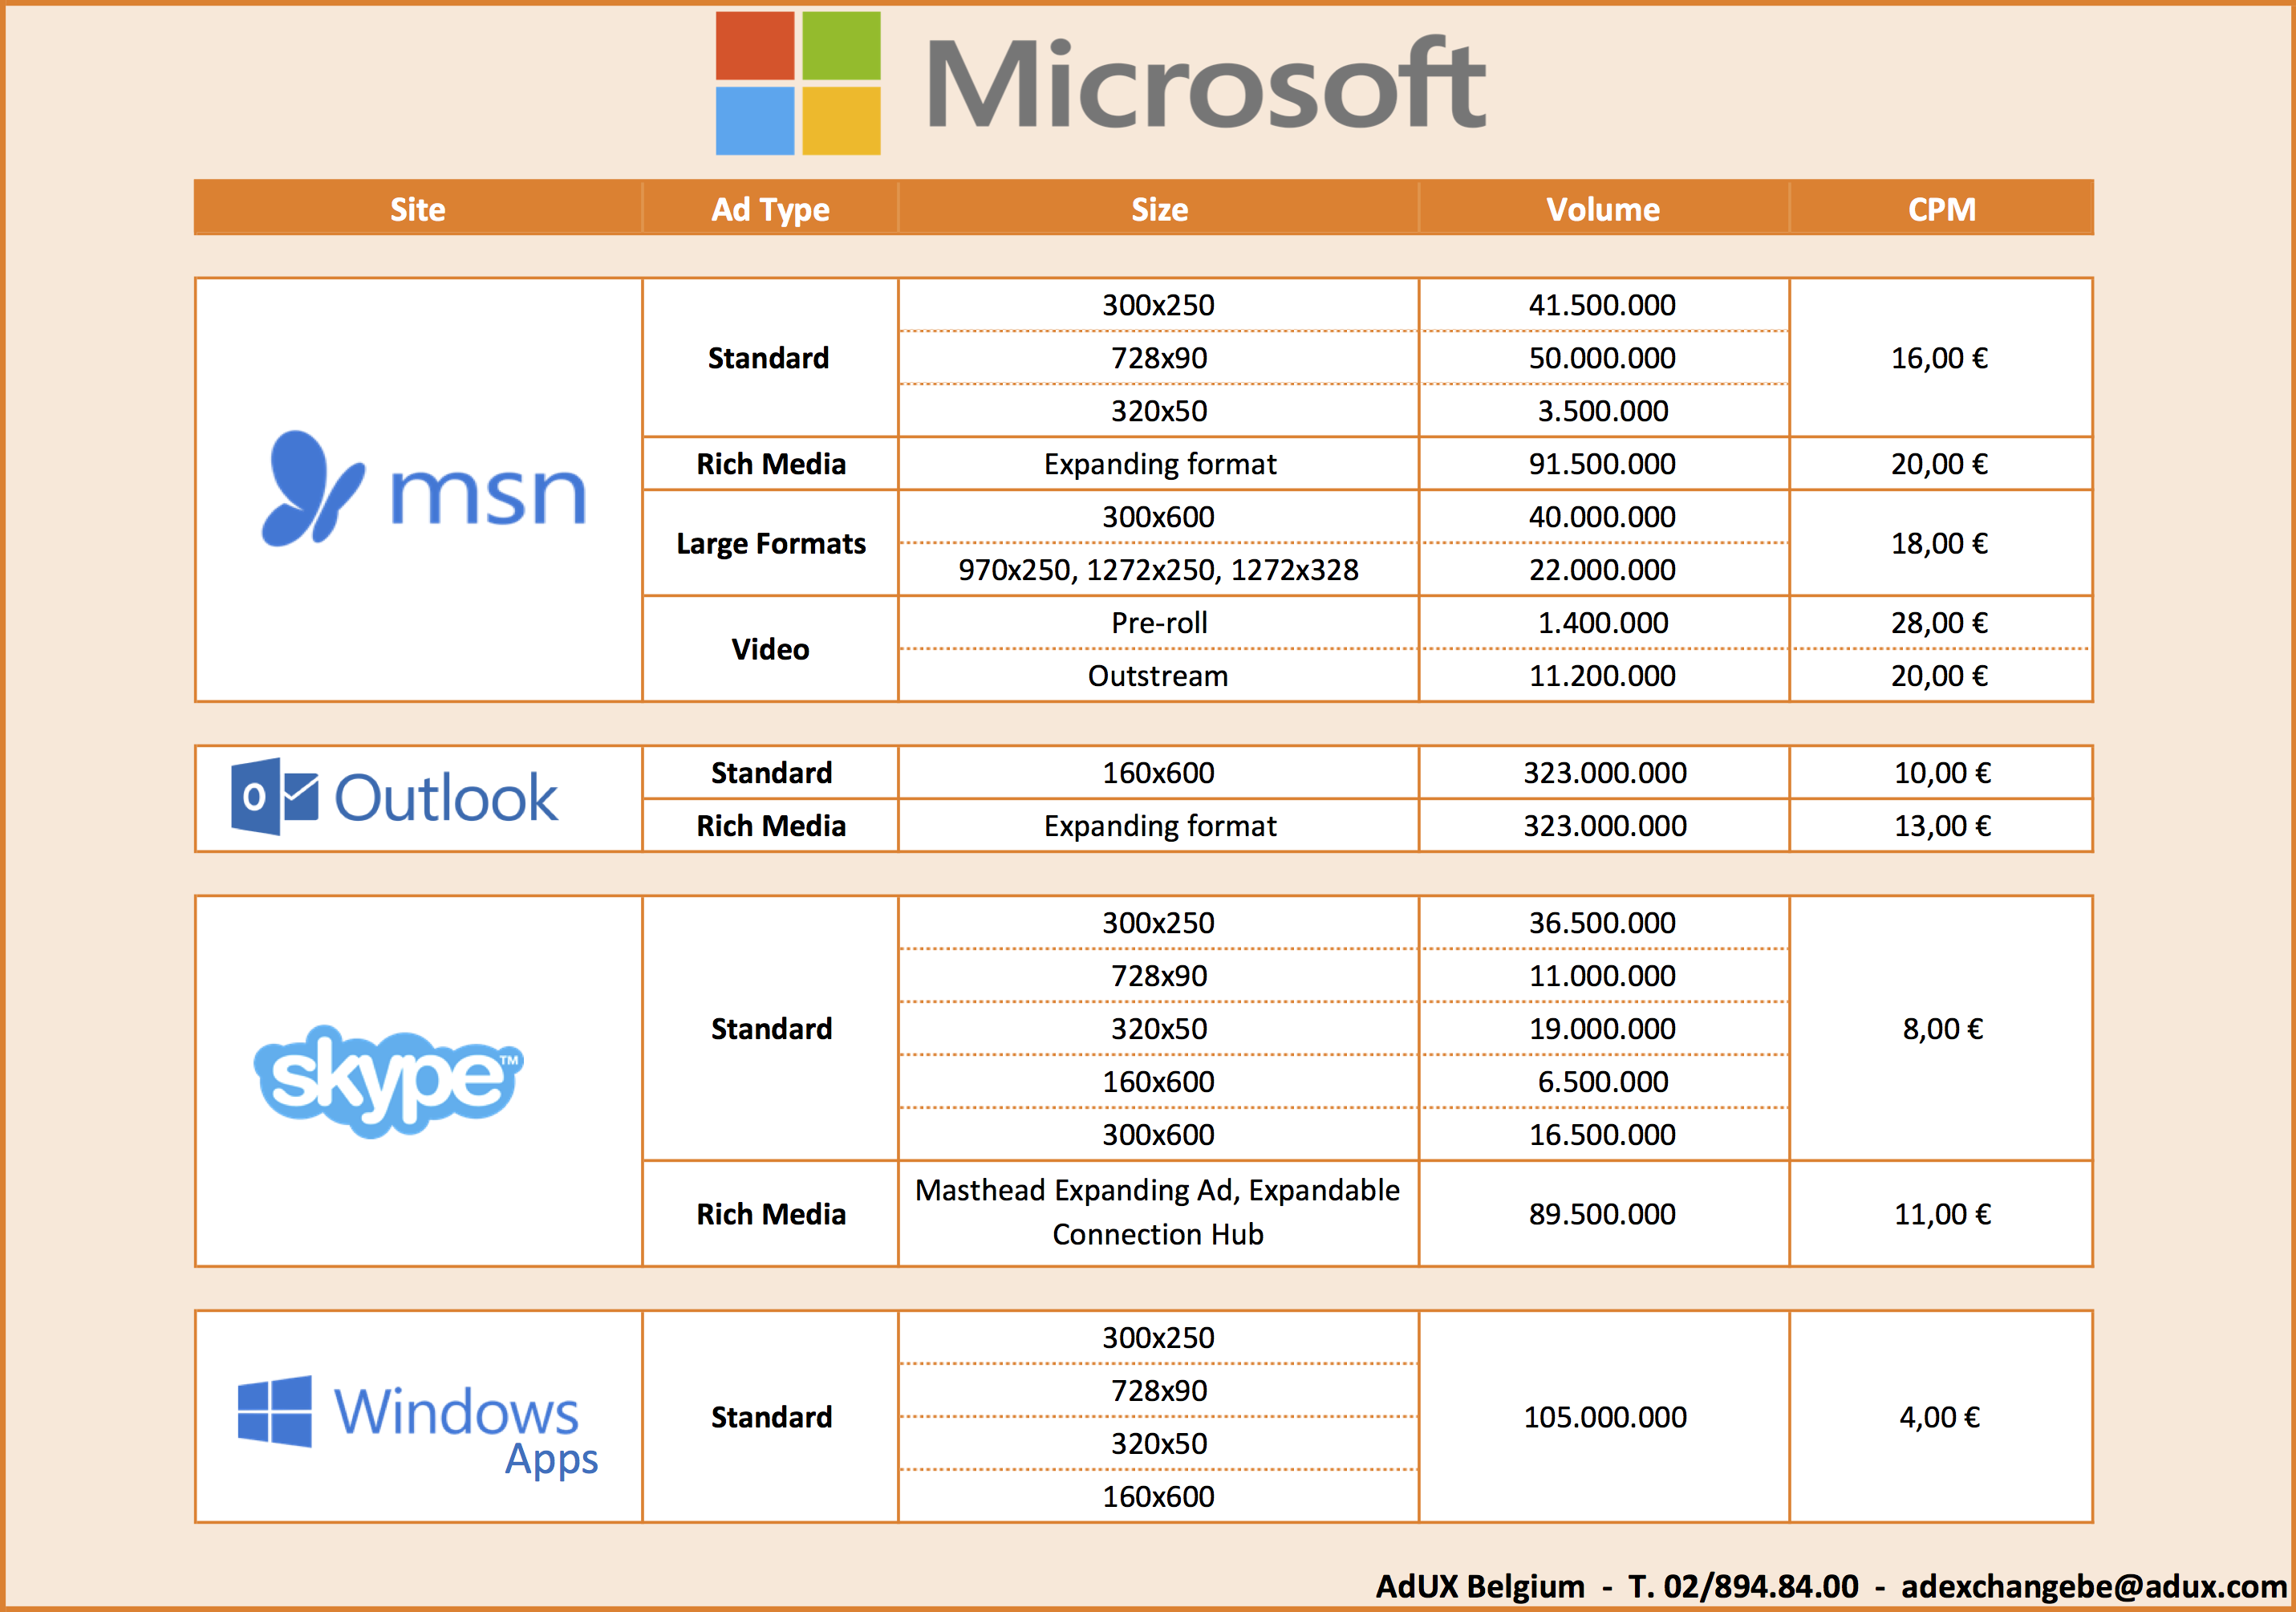 Microsoft
Site Ad Type Size Volume CPM
msn
Standard
300x250 41.500.000
728x90 50.000.000
320x50 3.500.000
16,00 €
Rich Media Expanding format 91.500.000 20,00 €
Large Formats
300x600 40.000.000
970x250, 1272x250, 1272x328 22.000.000
18,00 €
Video
Pre-roll 1.400.000 28,00 €
Outstream 11.200.000 20,00 €
Outlook
Standard 160x600 323.000.000 10,00 €
Rich Media Expanding format 323.000.000 13,00 €
skype™
Standard
300x250 36.500.000
728x90 11.000.000
320x50 19.000.000
160x600 6.500.000
300x600 16.500.000
8,00 €
Rich Media
Masthead Expanding Ad, Expandable
Connection Hub
89.500.000 11,00 €
Windows
Apps
Standard
300x250
728x90
320x50
160x600
105.000.000 4,00 €
AdUX Belgium - T. 02/894.84.00 - adexchangebe@adux.com